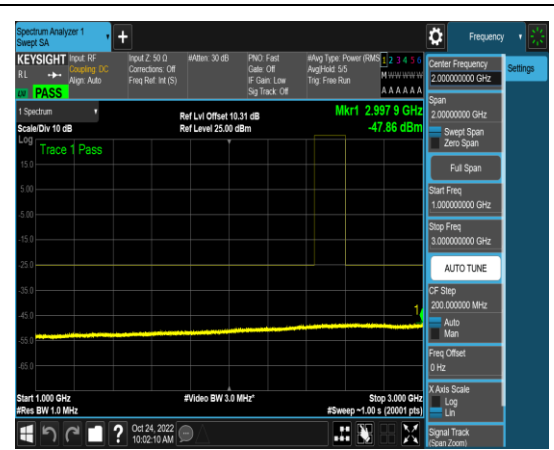 Spectrum Analyzer 1
Swept SA
Frequency
KEYSIGHT Input: RF Input Z: 50 Ω #Atten: 30 dB PNO: Fast #Avg Type: Power (RMS 1 2 3 4 5 6
RL Coupling: DC Corrections: Off Gate: Off Avg|Hold: 5/5 M W W W W W
Align: Auto Freq Ref: Int (S) IF Gain: Low Trig: Free Run
Sig Track: Off A A A A A A
PASS
Center Frequency
2.000000000 GHz
Settings
Span
2.00000000 GHz
Swept Span
Zero Span
Full Span
Start Freq
1.000000000 GHz
Stop Freq
3.000000000 GHz
AUTO TUNE
CF Step
200.000000 MHz
Auto
Man
Freq Offset
0 Hz
X Axis Scale
Log
Lin
Signal Track
(Span Zoom)
1 Spectrum
Ref Lvl Offset 10.31 dB Mkr1 2.997 9 GHz
Scale/Div 10 dB Ref Level 25.00 dBm -47.86 dBm
Log
Trace 1 Pass
15.0
5.00
-5.00
-15.0
-25.0
-35.0
-45.0
1
-55.0
-65.0
Start 1.000 GHz #Video BW 3.0 MHz* Stop 3.000 GHz
#Res BW 1.0 MHz #Sweep ~1.00 s (20001 pts)
? Oct 24, 2022
10:02:10 AM